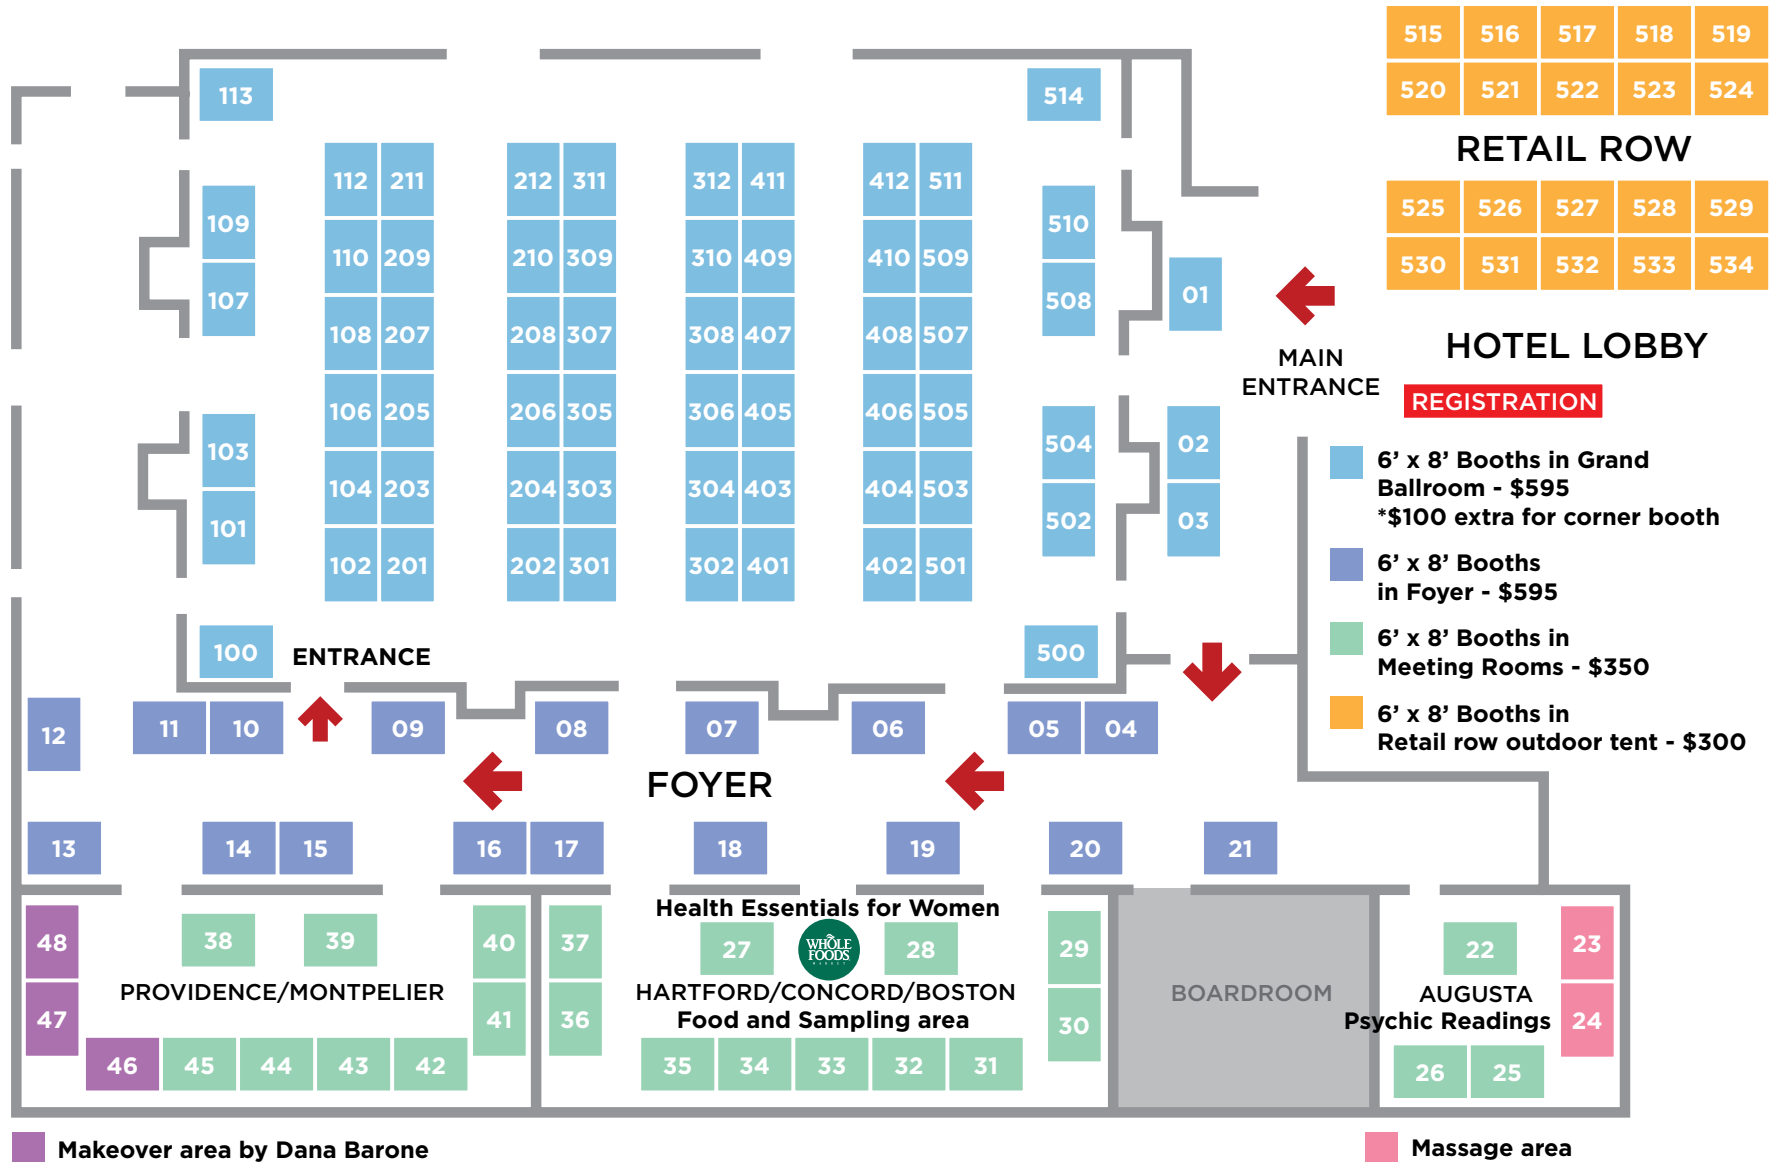 515 516 517 518 519
520 521 522 523 524
RETAIL ROW
525 526 527 528 529
530 531 532 533 534
HOTEL LOBBY
REGISTRATION
MAIN
ENTRANCE
113 514
112 211 212 311 312 411 412 511
109 510
110 209 210 309 310 409 410 509
107 508 01
108 207 208 307 308 407 408 507
106 205 206 305 306 405 406 505
103 504 02
104 203 204 303 304 403 404 503
101 502 03
102 201 202 301 302 401 402 501
100 ENTRANCE 500
6’ x 8’ Booths in Grand
Ballroom - $595
*$100 extra for corner booth
6’ x 8’ Booths
in Foyer - $595
6’ x 8’ Booths in
Meeting Rooms - $350
6’ x 8’ Booths in
Retail row outdoor tent - $300
12 11 10 09 08 07 06 05 04
FOYER
13 14 15 16 17 18 19 20 21
Health Essentials for Women
48 38 39 40 37 27 28 29 22 23
WHOLE
FOODS
MARKET
PROVIDENCE/MONTPELIER
HARTFORD/CONCORD/BOSTON
BOARDROOM
AUGUSTA
47 41 36
Food and Sampling area
30
Psychic Readings
24
46 45 44 43 42 35 34 33 32 31 26 25
Makeover area by Dana Barone
Massage area